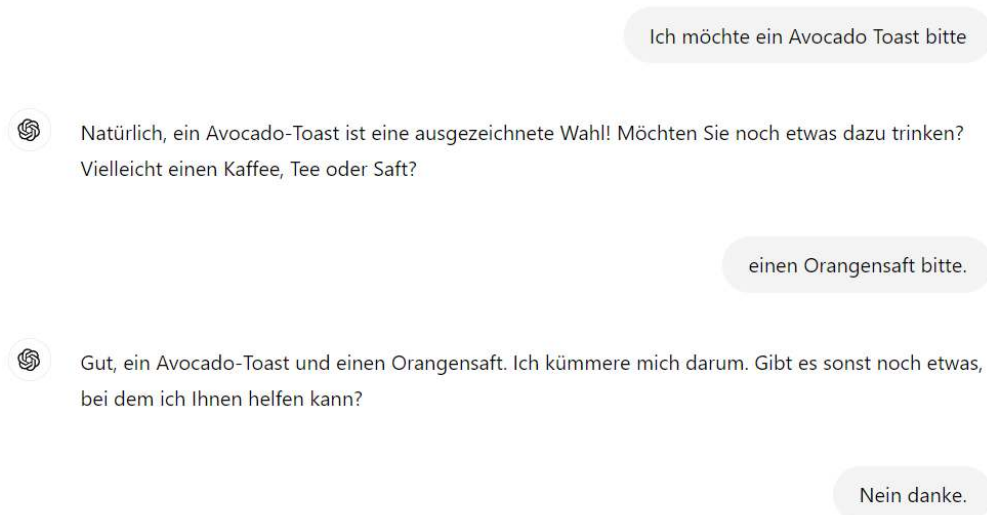 Ich möchte ein Avocado Toast bitte
Natürlich, ein Avocado-Toast ist eine ausgezeichnete Wahl! Möchten Sie noch etwas dazu trinken?
Vielleicht einen Kaffee, Tee oder Saft?
einen Orangensaft bitte.
Gut, ein Avocado-Toast und einen Orangensaft. Ich kümmere mich darum. Gibt es sonst noch etwas,
bei dem ich Ihnen helfen kann?
Nein danke.